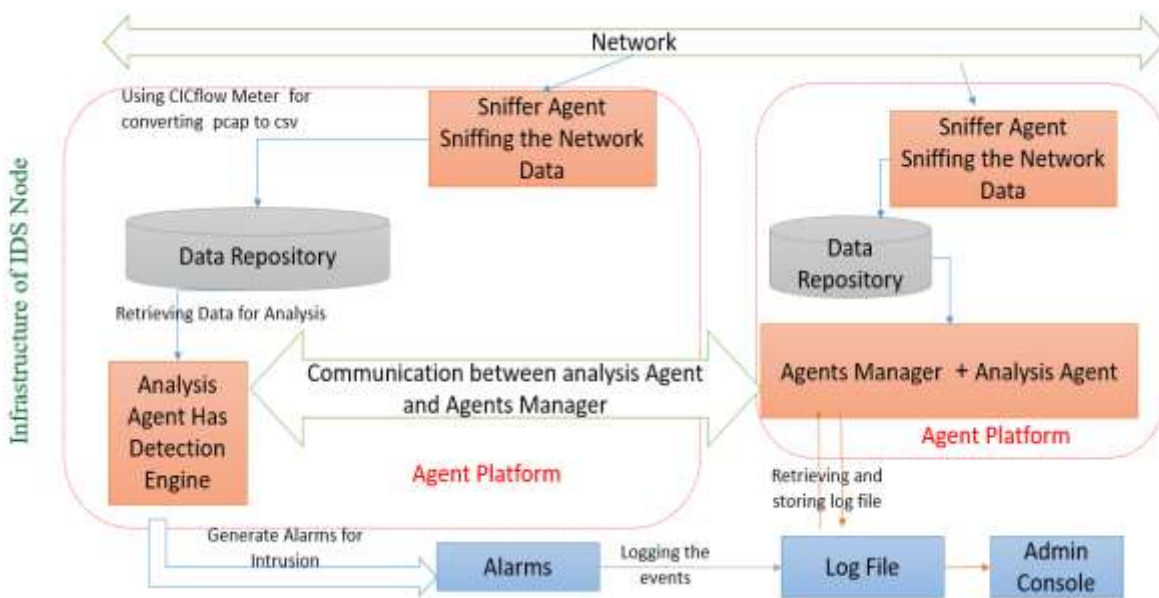 Network
Using CICflow Meter for
converting pcap to csv
Sniffer Agent
Sniffing the Network
Data
Sniffer Agent
Sniffing the Network
Data
Infrastructure of IDS Node
Data Repository
Data
Repository
Retrieving Data for Analysis
Analysis
Agent Has
Detection
Engine
Communication between analysis Agent
and Agents Manager
Agents Manager + Analysis Agent
Agent Platform
Agent Platform
Retrieving and
storing log file
Generate Alarms for
Intrusion
Alarms
Logging the
events
Log File
Admin
Console